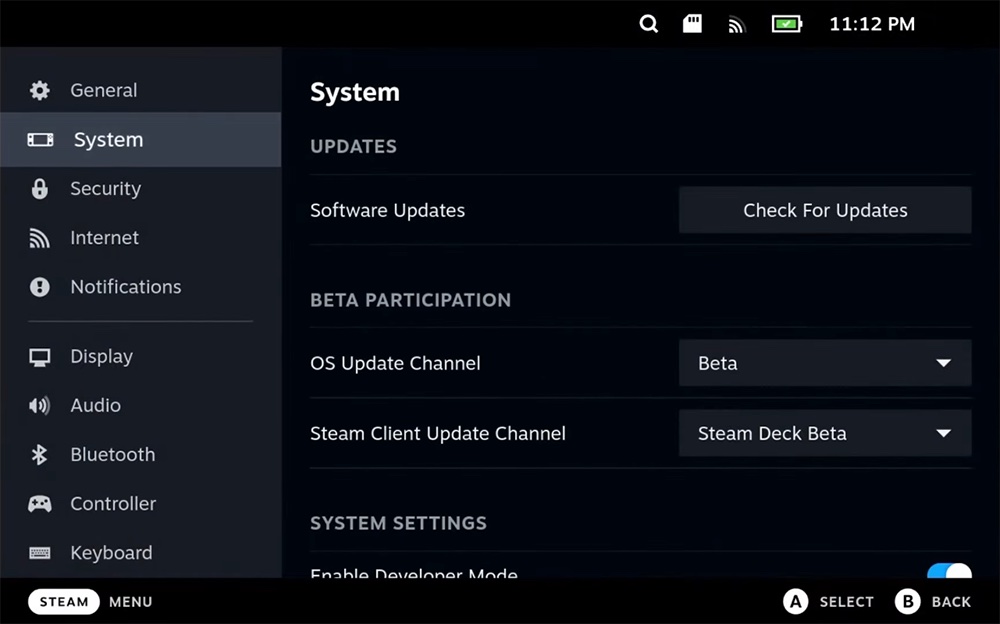 11:12 PM
General
System
Security
Internet
Notifications
Display
Audio
Bluetooth
Controller
Keyboard
System
UPDATES
Software Updates
Check For Updates
BETA PARTICIPATION
OS Update Channel
Beta
Steam Client Update Channel
Steam Deck Beta
SYSTEM SETTINGS
Enable Developer Mode
STEAM MENU
A SELECT B BACK